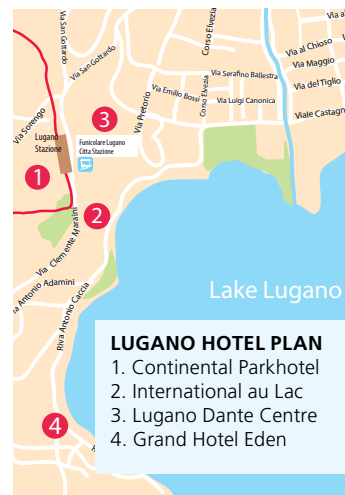 Via San Gottardo
Via San Gottardo
Corso Elvezia
Via al Chioso
Via Maggio
Via Serafino Ballestra
Via del Tiglio
Via Emilio Bossi
Corso Elvezia
Via Luigi Canonica
Viale Castagn
Via Pretorio
Via Sorengo
3
Lugano
Stazione
Funicolare Lugano
Citta Stazione
1
2
Via Clemente Maraini
Antonio Adamini
Riva Antonio Caccia
Lake Lugano
4
LUGANO HOTEL PLAN
1. Continental Parkhotel
2. International au Lac
3. Lugano Dante Centre
4. Grand Hotel Eden